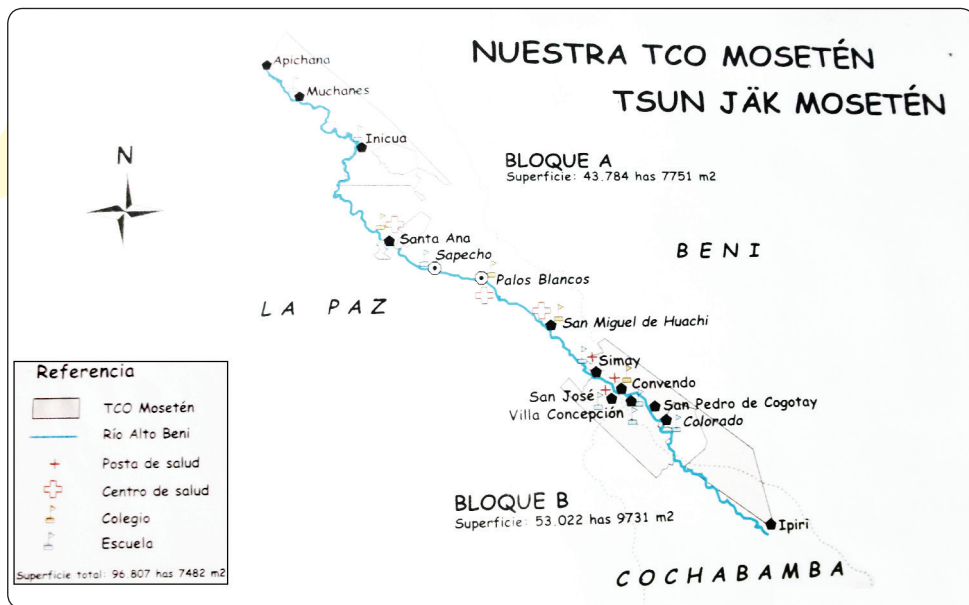 NUESTRA TCO MOSETÉN
TSUN JÄK MOSETÉN
Apichana
Muchanes
Inicua
N
BLOQUE A
Superficie: 43.784 has 7751 m2
Santa Ana
Sapecho
Palos Blancos
BENI
LA PAZ
San Miguel de Huachi
Simay
Convendo
San José
Villa Concepción
San Pedro de Cogotay
Colorado
BLOQUE B
Superficie: 53.022 has 9731 m2
Ipiri
COCHABAMBA
Referencia
TCO Mosetén
Río Alto Beni
Posta de salud
Centro de salud
Colegio
Escuela
Superficie total: 96.807 has 7482 m2